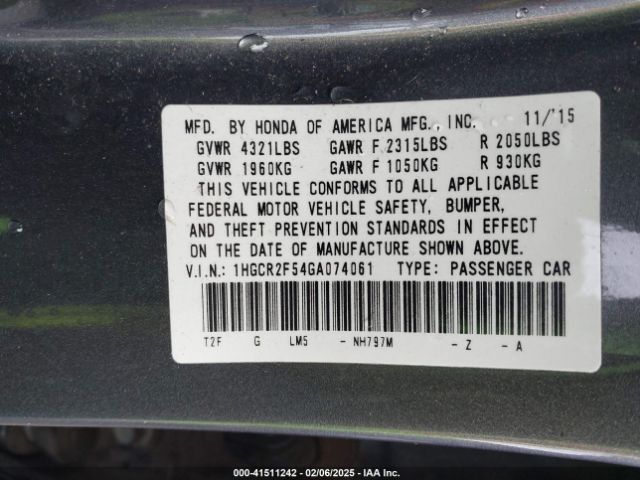 MFD. BY HONDA OF AMERICA MFG., INC. 11/'15
GVWR 4321LBS GAWR F 2315LBS R 2050LBS
GVWR 1960KG GAWR F 1050KG R 930KG
THIS VEHICLE CONFORMS TO ALL APPLICABLE
FEDERAL MOTOR VEHICLE SAFETY, BUMPER,
AND THEFT PREVENTION STANDARDS IN EFFECT
ON THE DATE OF MANUFACTURE SHOWN ABOVE.
V.I.N.: 1HGCR2F54GA074061 TYPE: PASSENGER CAR
T2F G LM5 - NH797M - Z - A
000-41511242 - 02/06/2025 - IAA Inc.